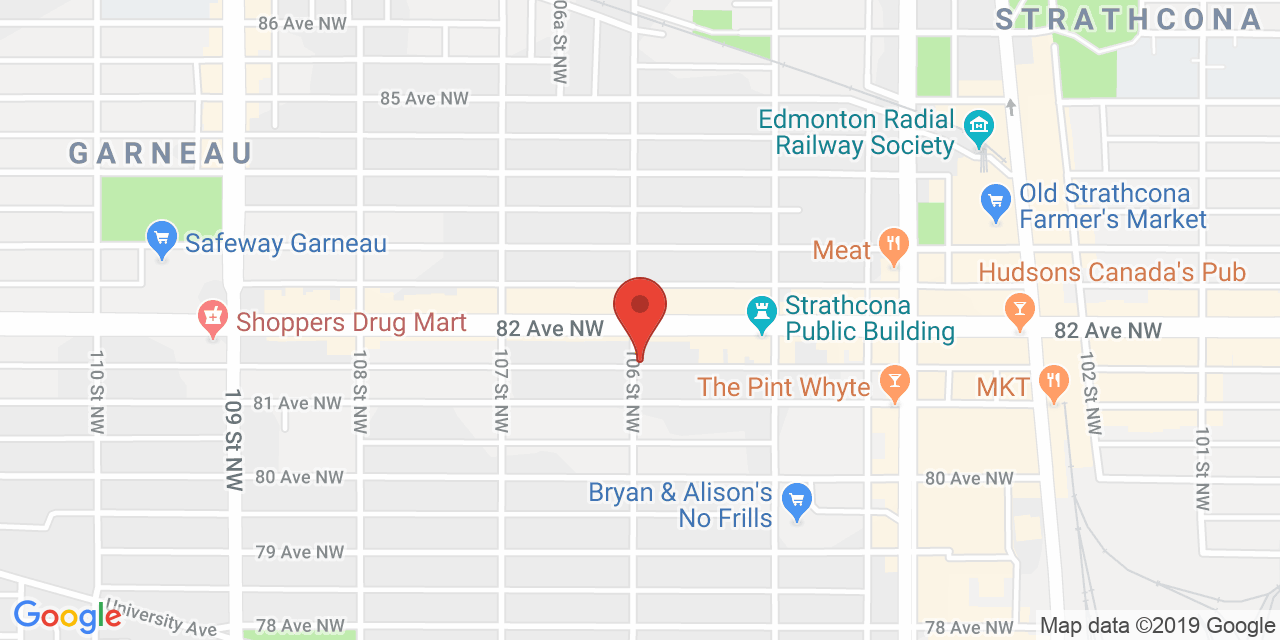 STRATHCONA
86 Ave NW
106a St NW
85 Ave NW
Edmonton Radial
Railway Society
GARNEAU
Old Strathcona
Farmer's Market
Safeway Garneau
Meat
Hudsons Canada's Pub
Strathcona
Public Building
Shoppers Drug Mart
82 Ave NW
82 Ave NW
110 St NW
108 St NW
107 St NW
106 St NW
102 St NW
The Pint Whyte
MKT
109 St NW
81 Ave NW
101 St NW
80 Ave NW
80 Ave NW
Bryan & Alison's
No Frills
79 Ave NW
University Ave
Google
78 Ave NW
78 Ave NW
Map data ©2019 Google